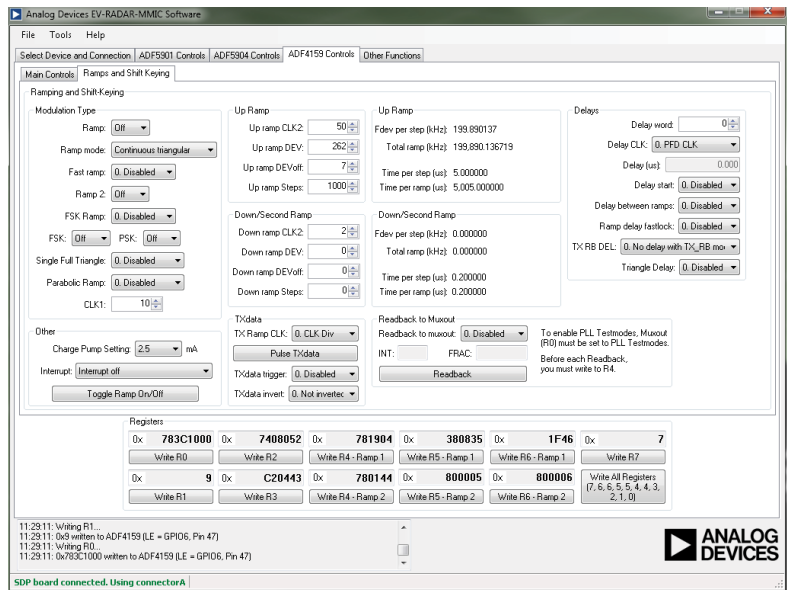 Analog Devices EV-RADAR-MMIC Software
File Tools Help
Select Device and Connection ADF5901 Controls ADF5904 Controls ADF4159 Controls Other Functions
Main Controls Ramps and Shift Keying
Ramping and Shift-Keying
Modulation Type
Ramp: Off
Ramp mode: Continuous triangular
Fast ramp: 0. Disabled
Ramp 2: Off
FSK Ramp: 0. Disabled
FSK: Off PSK: Off
Single Full Triangle: 0. Disabled
Parabolic Ramp: 0. Disabled
CLK1: 10
Up Ramp
Up ramp CLK2: 50
Up ramp DEV: 262
Up ramp DEVoff: 7
Up ramp Steps: 1000
Up Ramp
Fdev per step (kHz): 199.890137
Total ramp (kHz): 199,890.136719
Time per step (us): 5.000000
Time per ramp (us): 5,005.000000
Delays
Delay word: 0
Delay CLK: 0. PFD CLK
Delay (us): 0.000
Delay start: 0. Disabled
Delay between ramps: 0. Disabled
Ramp delay fastlock: 0. Disabled
TX RB DEL: 0. No delay with TX_RB mo
Triangle Delay: 0. Disabled
Down/Second Ramp
Down ramp CLK2: 2
Down ramp DEV: 0
Down ramp DEVoff: 0
Down ramp Steps: 0
Down/Second Ramp
Fdev per step (kHz): 0.000000
Total ramp (kHz): 0.000000
Time per step (us): 0.200000
Time per ramp (us): 0.200000
Other
Charge Pump Setting: 2.5 mA
Interrupt: Interrupt off
Toggle Ramp On/Off
TXdata
TX Ramp CLK: 0. CLK Div
Pulse TXdata
TXdata trigger: 0. Disabled
TXdata invert: 0. Not invertec
Readback to Muxout
Readback to muxout: 0. Disabled
INT: FRAC:
Readback
To enable PLL Testmodes, Muxout
(R0) must be set to PLL Testmodes.
Before each Readback,
you must write to R4.
Registers
0x 783C1000 0x 7408052 0x 781904 0x 380835 0x 1F46 0x 7
Write R0 Write R2 Write R4 - Ramp 1 Write R5 - Ramp 1 Write R6 - Ramp 1 Write R7
0x 9 0x C20443 0x 780144 0x 800005 0x 800006
Write R1 Write R3 Write R4 - Ramp 2 Write R5 - Ramp 2 Write R6 - Ramp 2
Write All Registers
(7, 6, 6, 5, 5, 4, 4, 3,
2, 1, 0)
11:29:11: Writing R1...
11:29:11: 0x9 written to ADF4159 (LE = GPIO6, Pin 47)
11:29:11: Writing R0...
11:29:11: 0x783C1000 written to ADF4159 (LE = GPIO6, Pin 47)
ANALOG
DEVICES
SDP board connected. Using connectorA